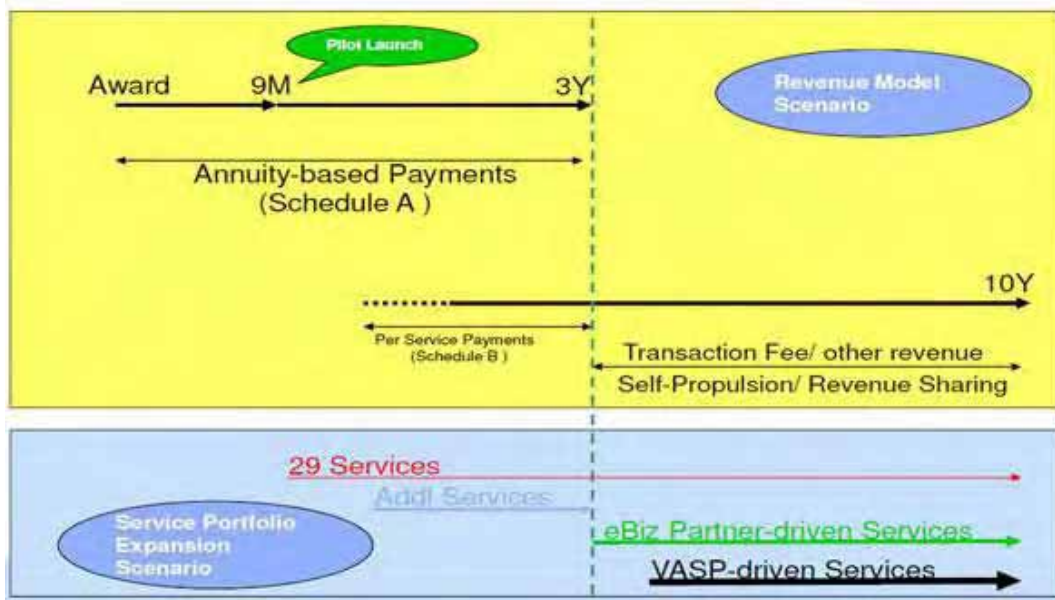 Pilot Launch
Award
9M
3Y
Revenue Model
Scenario
Annuity-based Payments
(Schedule A )
10Y
Per Service Payments
(Schedule B )
Transaction Fee/ other revenue
Self-Propulsion/ Revenue Sharing
29 Services
Addl Services
Service Portfolio
Expansion
Scenario
eBiz Partner-driven Services
VASP-driven Services